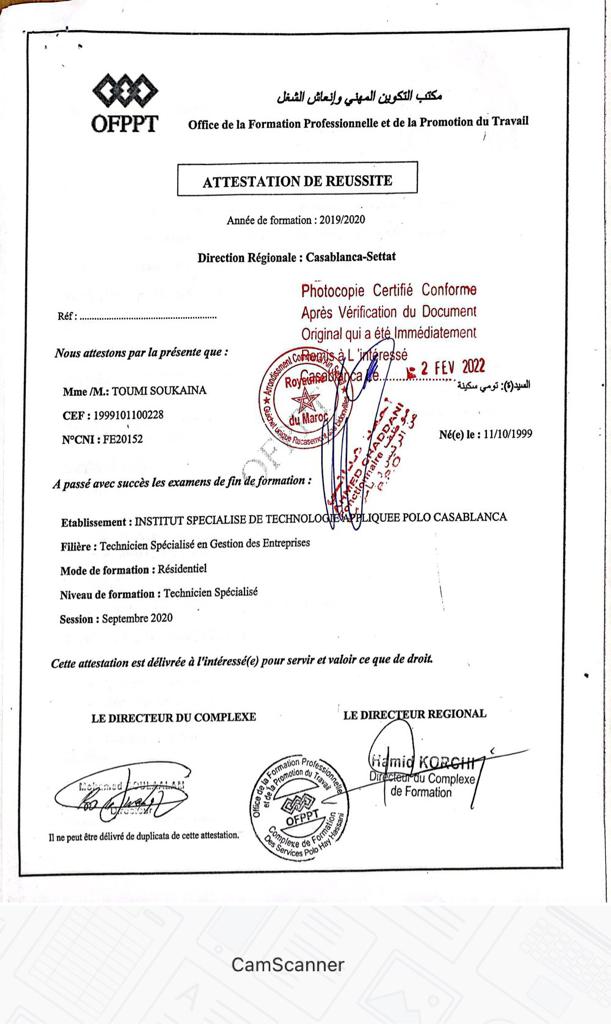 OFPPT
مكتب التكوين المهني وإنعاش الشغل
Office de la Formation Professionnelle et de la Promotion du Travail
ATTESTATION DE REUSSITE
Année de formation : 2019/2020
Direction Régionale : Casablanca-Settat
Photocopie Certifié Conforme
Après Vérification du Document
Original qui a été Immédiatement
Remis à L'intéressé
Casablanca le 2 FEV 2022
Réf : ................................................
Nous attestons par la présente que :
Royaume
du Maroc
Mme /M.: TOUMI SOUKAINA
السيد(ة): تومي سكينة
CEF : 1999101100228
N°CNI : FE20152
Né(e) le : 11/10/1999
AHMED CHADDANI
A passé avec succès les examens de fin de formation :
Etablissement : INSTITUT SPECIALISE DE TECHNOLOGIE APPLIQUEE POLO CASABLANCA
Filière : Technicien Spécialisé en Gestion des Entreprises
Mode de formation : Résidentiel
Niveau de formation : Technicien Spécialisé
Session : Septembre 2020
Cette attestation est délivrée à l'intéressé(e) pour servir et valoir ce que de droit.
LE DIRECTEUR DU COMPLEXE
LE DIRECTEUR REGIONAL
Hamid KORCHI
Directeur du Complexe
de Formation
Mohamed
Directeur
Office de la Formation Professionnelle
et de la Promotion du Travail
OFPPT
Complexe de Formation
Des Services Polo Hay Hassani
Il ne peut être délivré de duplicata de cette attestation.
CamScanner